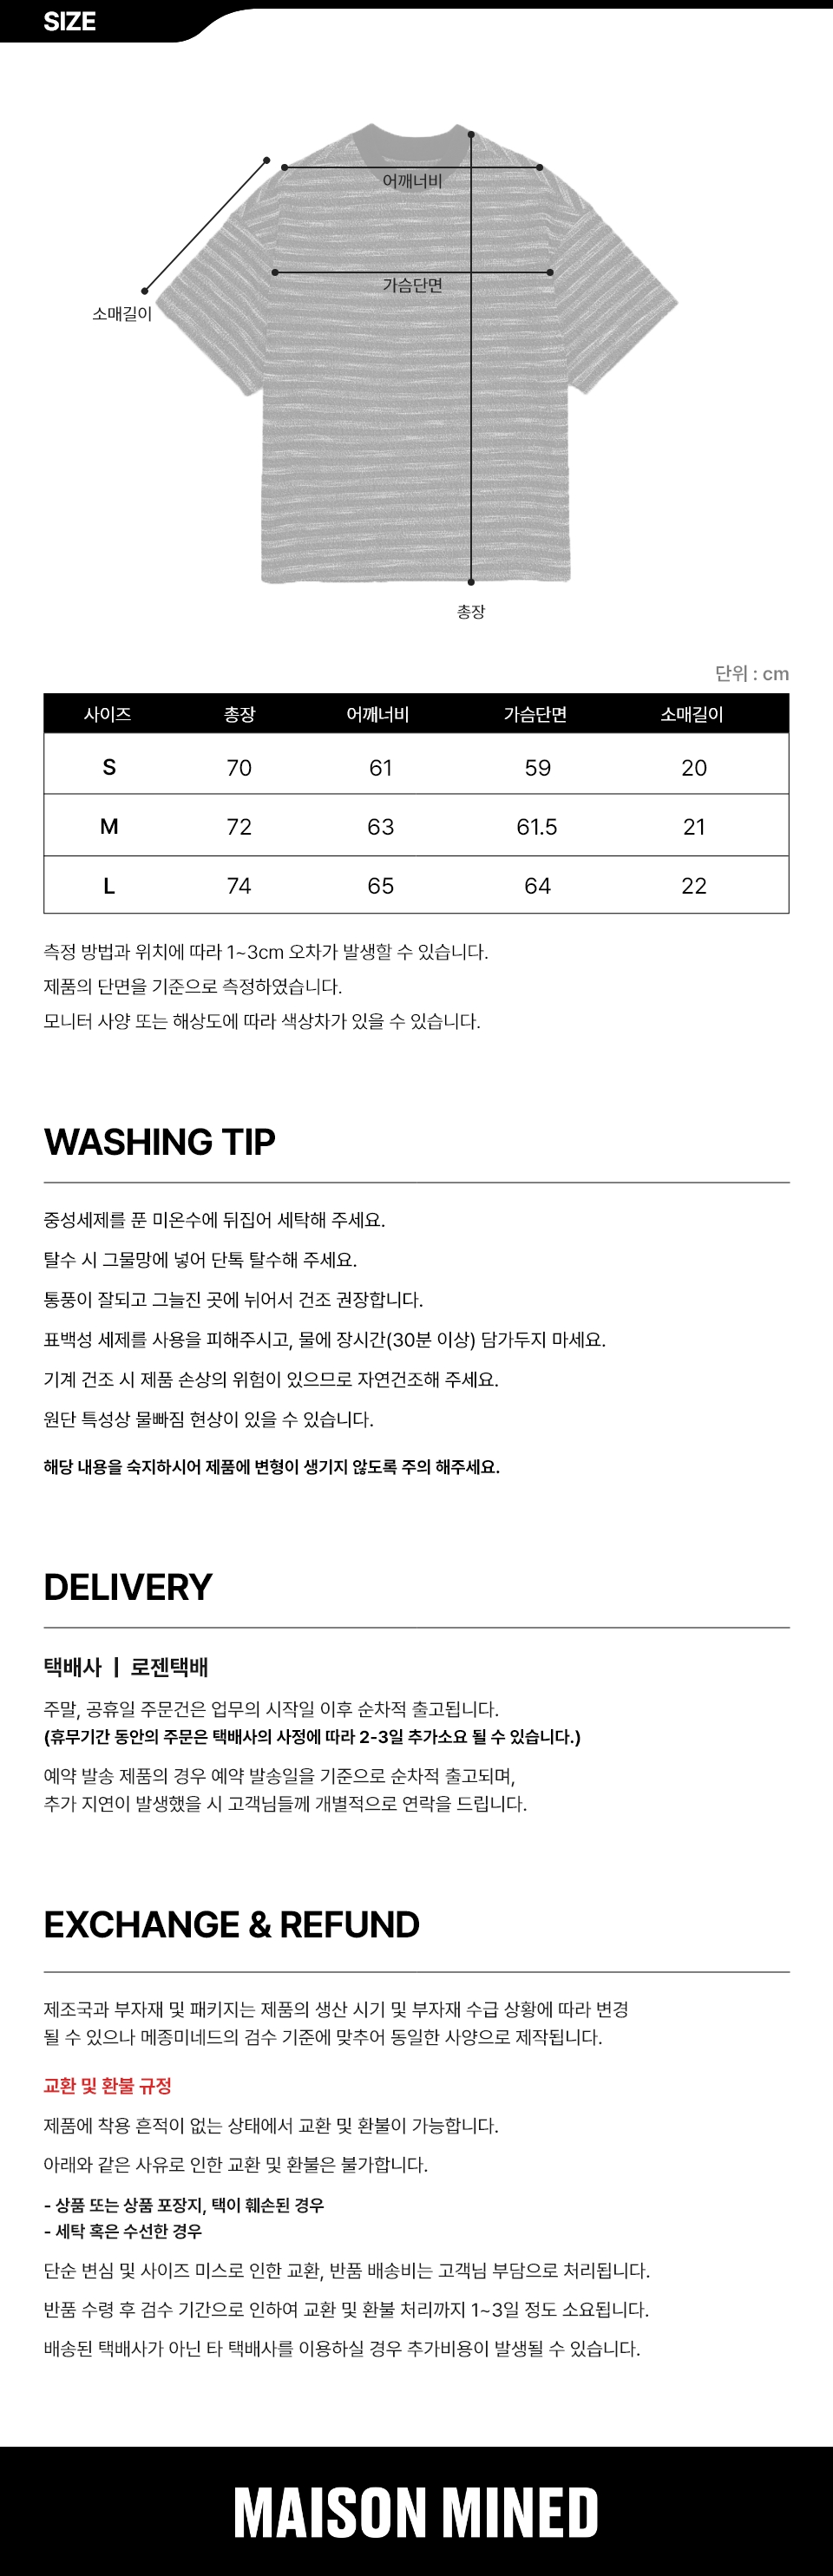 SIZE
어깨너비
가슴단면
소매길이
총장
단위 : cm
사이즈 총장 어깨너비 가슴단면 소매길이
S 70 61 59 20
M 72 63 61.5 21
L 74 65 64 22
측정 방법과 위치에 따라 1~3cm 오차가 발생할 수 있습니다.
제품의 단면을 기준으로 측정하였습니다.
모니터 사양 또는 해상도에 따라 색상차가 있을 수 있습니다.
WASHING TIP
중성세제를 푼 미온수에 뒤집어 세탁해 주세요.
탈수 시 그물망에 넣어 단독 탈수해 주세요.
통풍이 잘되고 그늘진 곳에 뉘어서 건조 권장합니다.
표백성 세제를 사용을 피해주시고, 물에 장시간(30분 이상) 담가두지 마세요.
기계 건조 시 제품 손상의 위험이 있으므로 자연건조해 주세요.
원단 특성상 물빠짐 현상이 있을 수 있습니다.
해당 내용을 숙지하시어 제품에 변형이 생기지 않도록 주의 해주세요.
DELIVERY
택배사 | 로젠택배
주말, 공휴일 주문건은 업무의 시작일 이후 순차적 출고됩니다.
(휴무기간 동안의 주문은 택배사의 사정에 따라 2-3일 추가소요 될 수 있습니다.)
예약 발송 제품의 경우 예약 발송일을 기준으로 순차적 출고되며,
추가 지연이 발생했을 시 고객님들께 개별적으로 연락을 드립니다.
EXCHANGE & REFUND
제조국과 부자재 및 패키지는 제품의 생산 시기 및 부자재 수급 상황에 따라 변경
될 수 있으나 메종미네드의 검수 기준에 맞추어 동일한 사양으로 제작됩니다.
교환 및 환불 규정
제품에 착용 흔적이 없는 상태에서 교환 및 환불이 가능합니다.
아래와 같은 사유로 인한 교환 및 환불은 불가합니다.
- 상품 또는 상품 포장지, 택이 훼손된 경우
- 세탁 혹은 수선한 경우
단순 변심 및 사이즈 미스로 인한 교환, 반품 배송비는 고객님 부담으로 처리됩니다.
반품 수령 후 검수 기간으로 인하여 교환 및 환불 처리까지 1~3일 정도 소요됩니다.
배송된 택배사가 아닌 타 택배사를 이용하실 경우 추가비용이 발생될 수 있습니다.
MAISON MINED